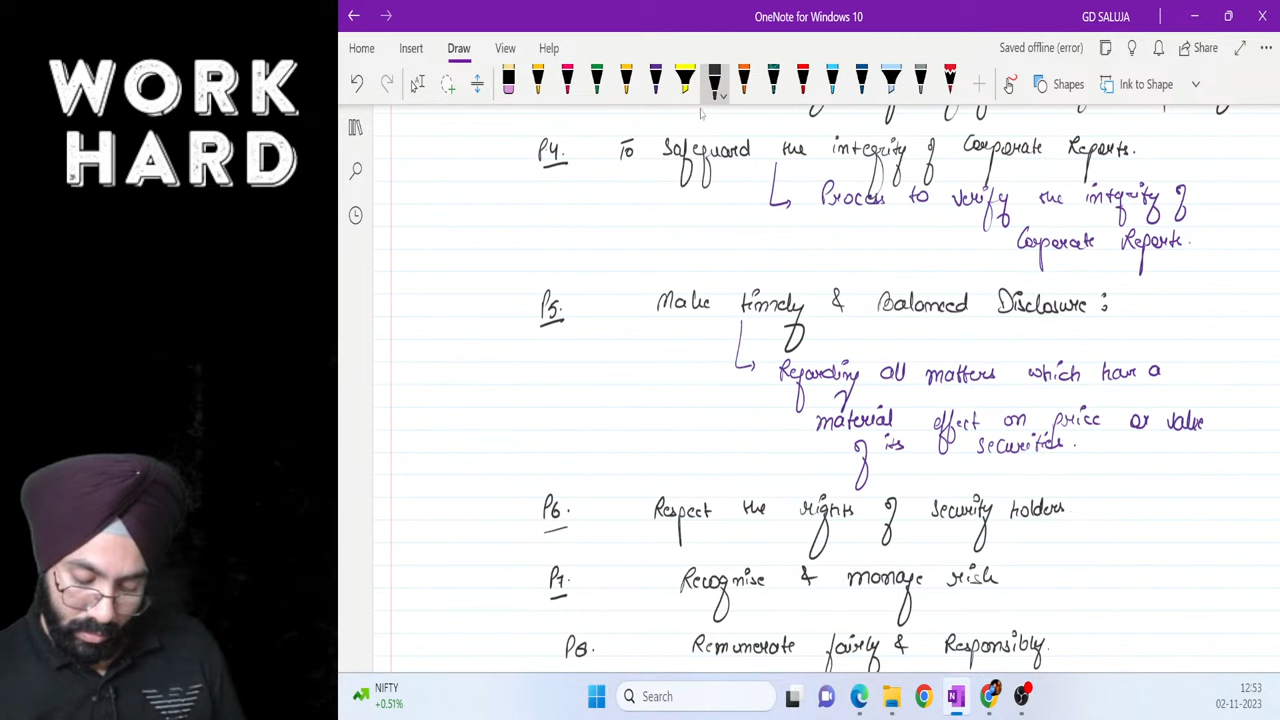 WORK
HARD
OneNote for Windows 10
GD SALUJA
Home Insert Draw View Help
Saved offline (error)
Share
Shapes
Ink to Shape
P4. To Safeguard the integrity of Corporate Reports.
Process to verify the integrity of
Corporate Reports.
P5 Make timely & Balanced Disclosure :
Regarding all matters which have a
material effect on price or value
of its securities.
P6. Respect the rights of security holders
P7. Recognise & manage risk
P8. Remunerate fairly & Responsibly.
NIFTY
+0.51%
Search
12:53
02-11-2023